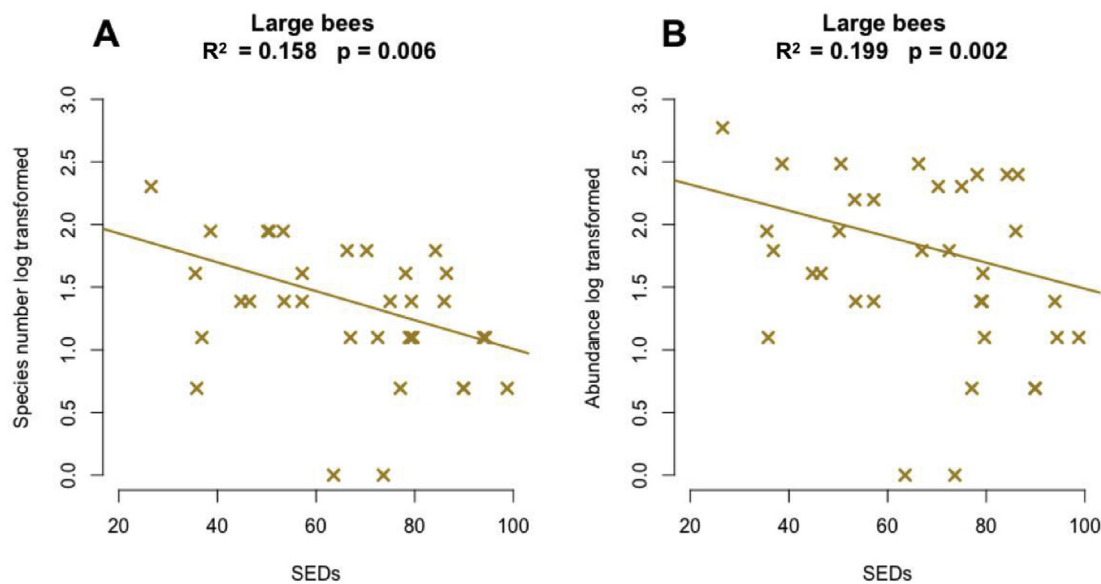 A
Large bees
R² = 0.158 p = 0.006
Species number log transformed
3.0
2.5
2.0
1.5
1.0
0.5
0.0
20 40 60 80 100
SEDs
B
Large bees
R² = 0.199 p = 0.002
Abundance log transformed
3.0
2.5
2.0
1.5
1.0
0.5
0.0
20 40 60 80 100
SEDs